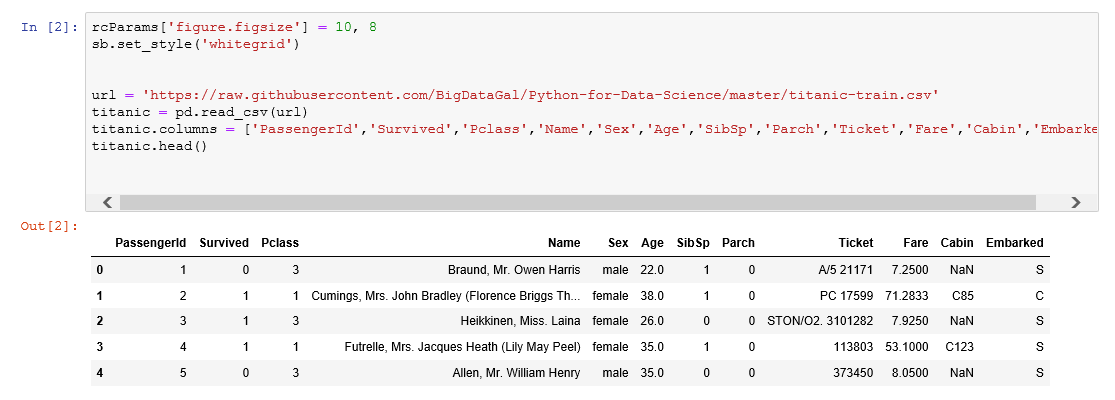 In [2]: rcParams['figure.figsize'] = 10, 8
sb.set_style('whitegrid')
url = 'https://raw.githubusercontent.com/BigDataGal/Python-for-Data-Science/master/titanic-train.csv'
titanic = pd.read_csv(url)
titanic.columns = ['PassengerId','Survived','Pclass','Name','Sex','Age','SibSp','Parch','Ticket','Fare','Cabin','Embarke
titanic.head()
Out[2]:
PassengerId Survived Pclass Name Sex Age SibSp Parch Ticket Fare Cabin Embarked
0 1 0 3 Braund, Mr. Owen Harris male 22.0 1 0 A/5 21171 7.2500 NaN S
1 2 1 1 Cumings, Mrs. John Bradley (Florence Briggs Th... female 38.0 1 0 PC 17599 71.2833 C85 C
2 3 1 3 Heikkinen, Miss. Laina female 26.0 0 0 STON/O2. 3101282 7.9250 NaN S
3 4 1 1 Futrelle, Mrs. Jacques Heath (Lily May Peel) female 35.0 1 0 113803 53.1000 C123 S
4 5 0 3 Allen, Mr. William Henry male 35.0 0 0 373450 8.0500 NaN S